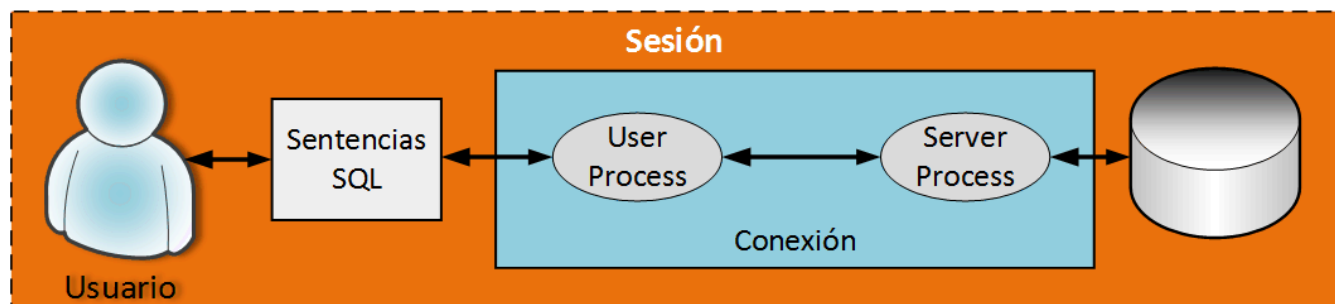 Sesión
Sentencias
SQL
User
Process
Server
Process
Conexión
Usuario